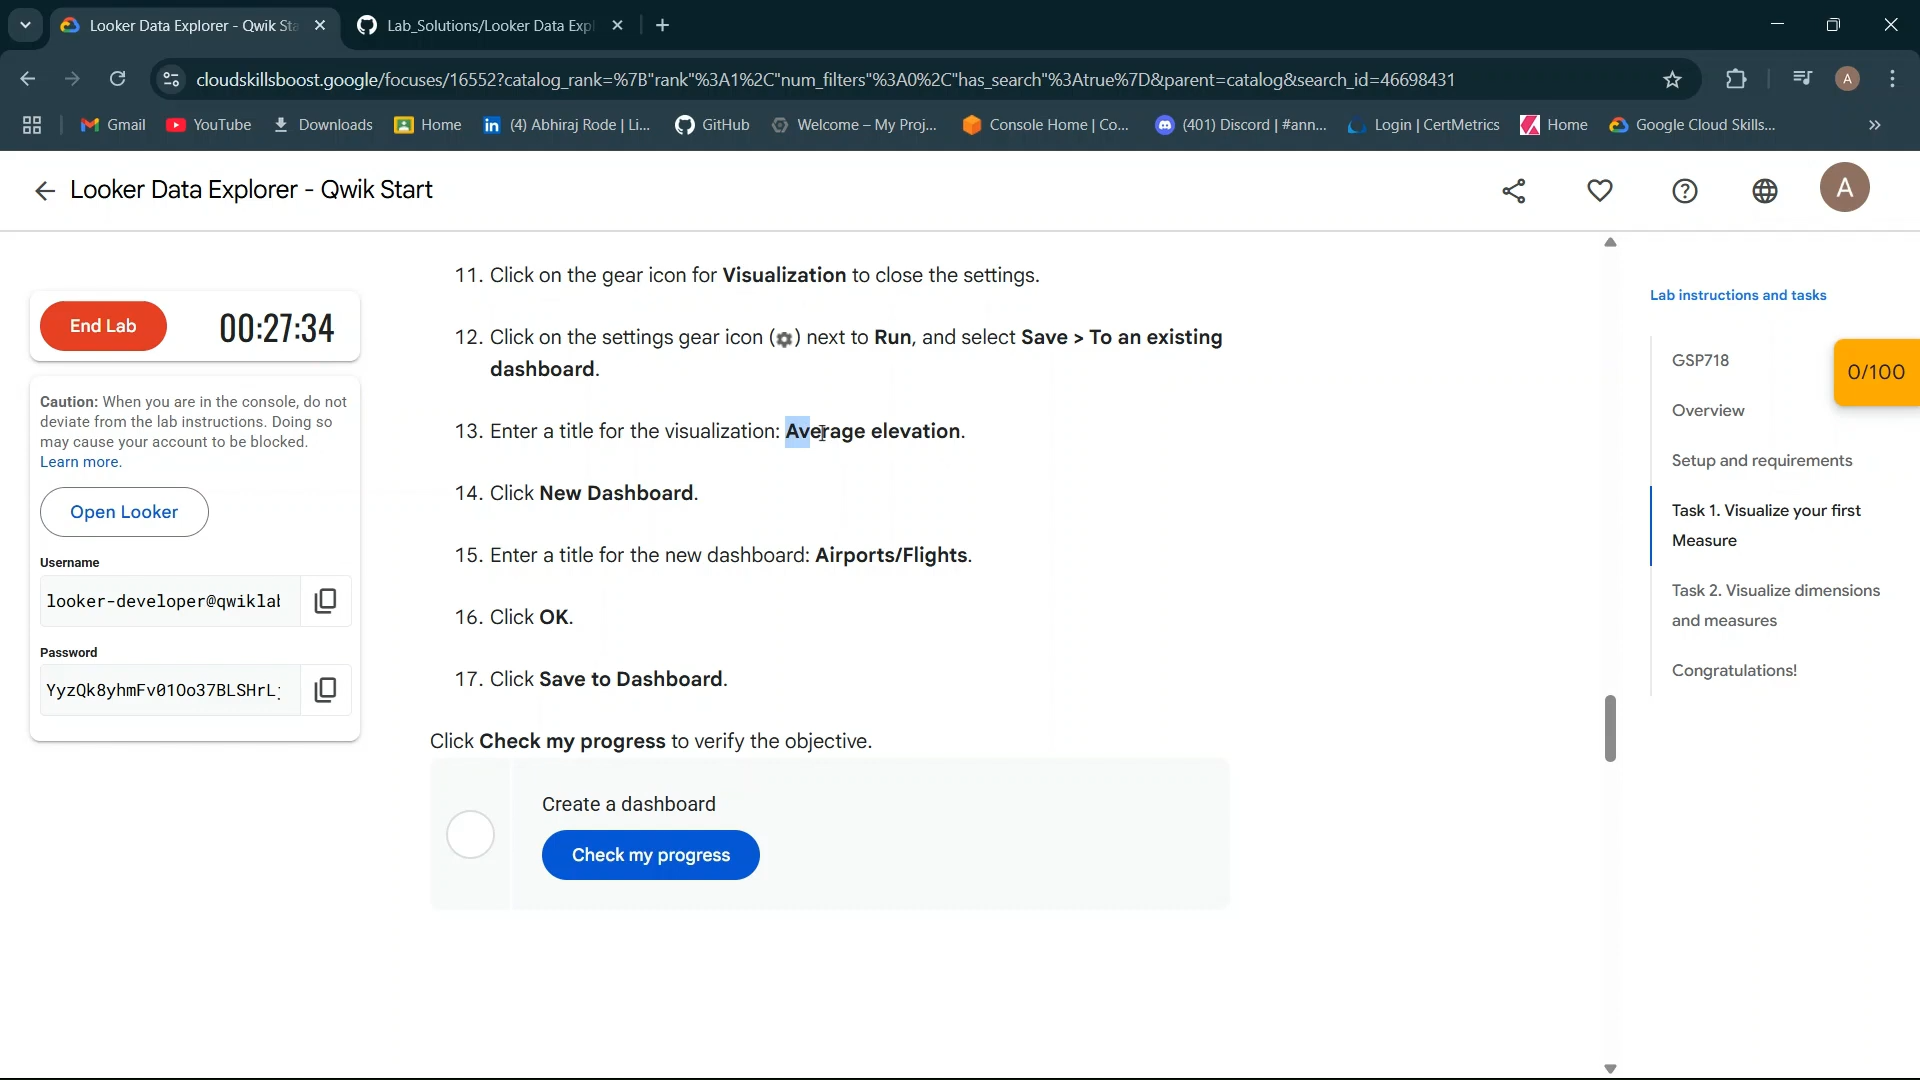 Looker Data Explorer - Qwik Sta
Lab_Solutions/Looker Data Expl
cloudskillsboost.google/focuses/16552?catalog_rank=%7B"rank"%3A1%2C"num_filters"%3A0%2C"has_search"%3Atrue%7D&parent=catalog&search_id=46698431
A
Gmail
YouTube
Downloads
Home
(4) Abhiraj Rode | Li...
GitHub
Welcome – My Proj...
Console Home | Co...
(401) Discord | #ann...
Login | CertMetrics
Home
Google Cloud Skills...
»
Looker Data Explorer - Qwik Start
A
End Lab
00:27:34
Caution: When you are in the console, do not
deviate from the lab instructions. Doing so
may cause your account to be blocked.
Learn more.
Open Looker
Username
looker-developer@qwiklal
Password
YyzQk8yhmFv01Oo37BLSHrL
11. Click on the gear icon for Visualization to close the settings.
12. Click on the settings gear icon ( ) next to Run, and select Save > To an existing
dashboard.
13. Enter a title for the visualization: Average elevation.
14. Click New Dashboard.
15. Enter a title for the new dashboard: Airports/Flights.
16. Click OK.
17. Click Save to Dashboard.
Click Check my progress to verify the objective.
Create a dashboard
Check my progress
Lab instructions and tasks
GSP718
0/100
Overview
Setup and requirements
Task 1. Visualize your first
Measure
Task 2. Visualize dimensions
and measures
Congratulations!